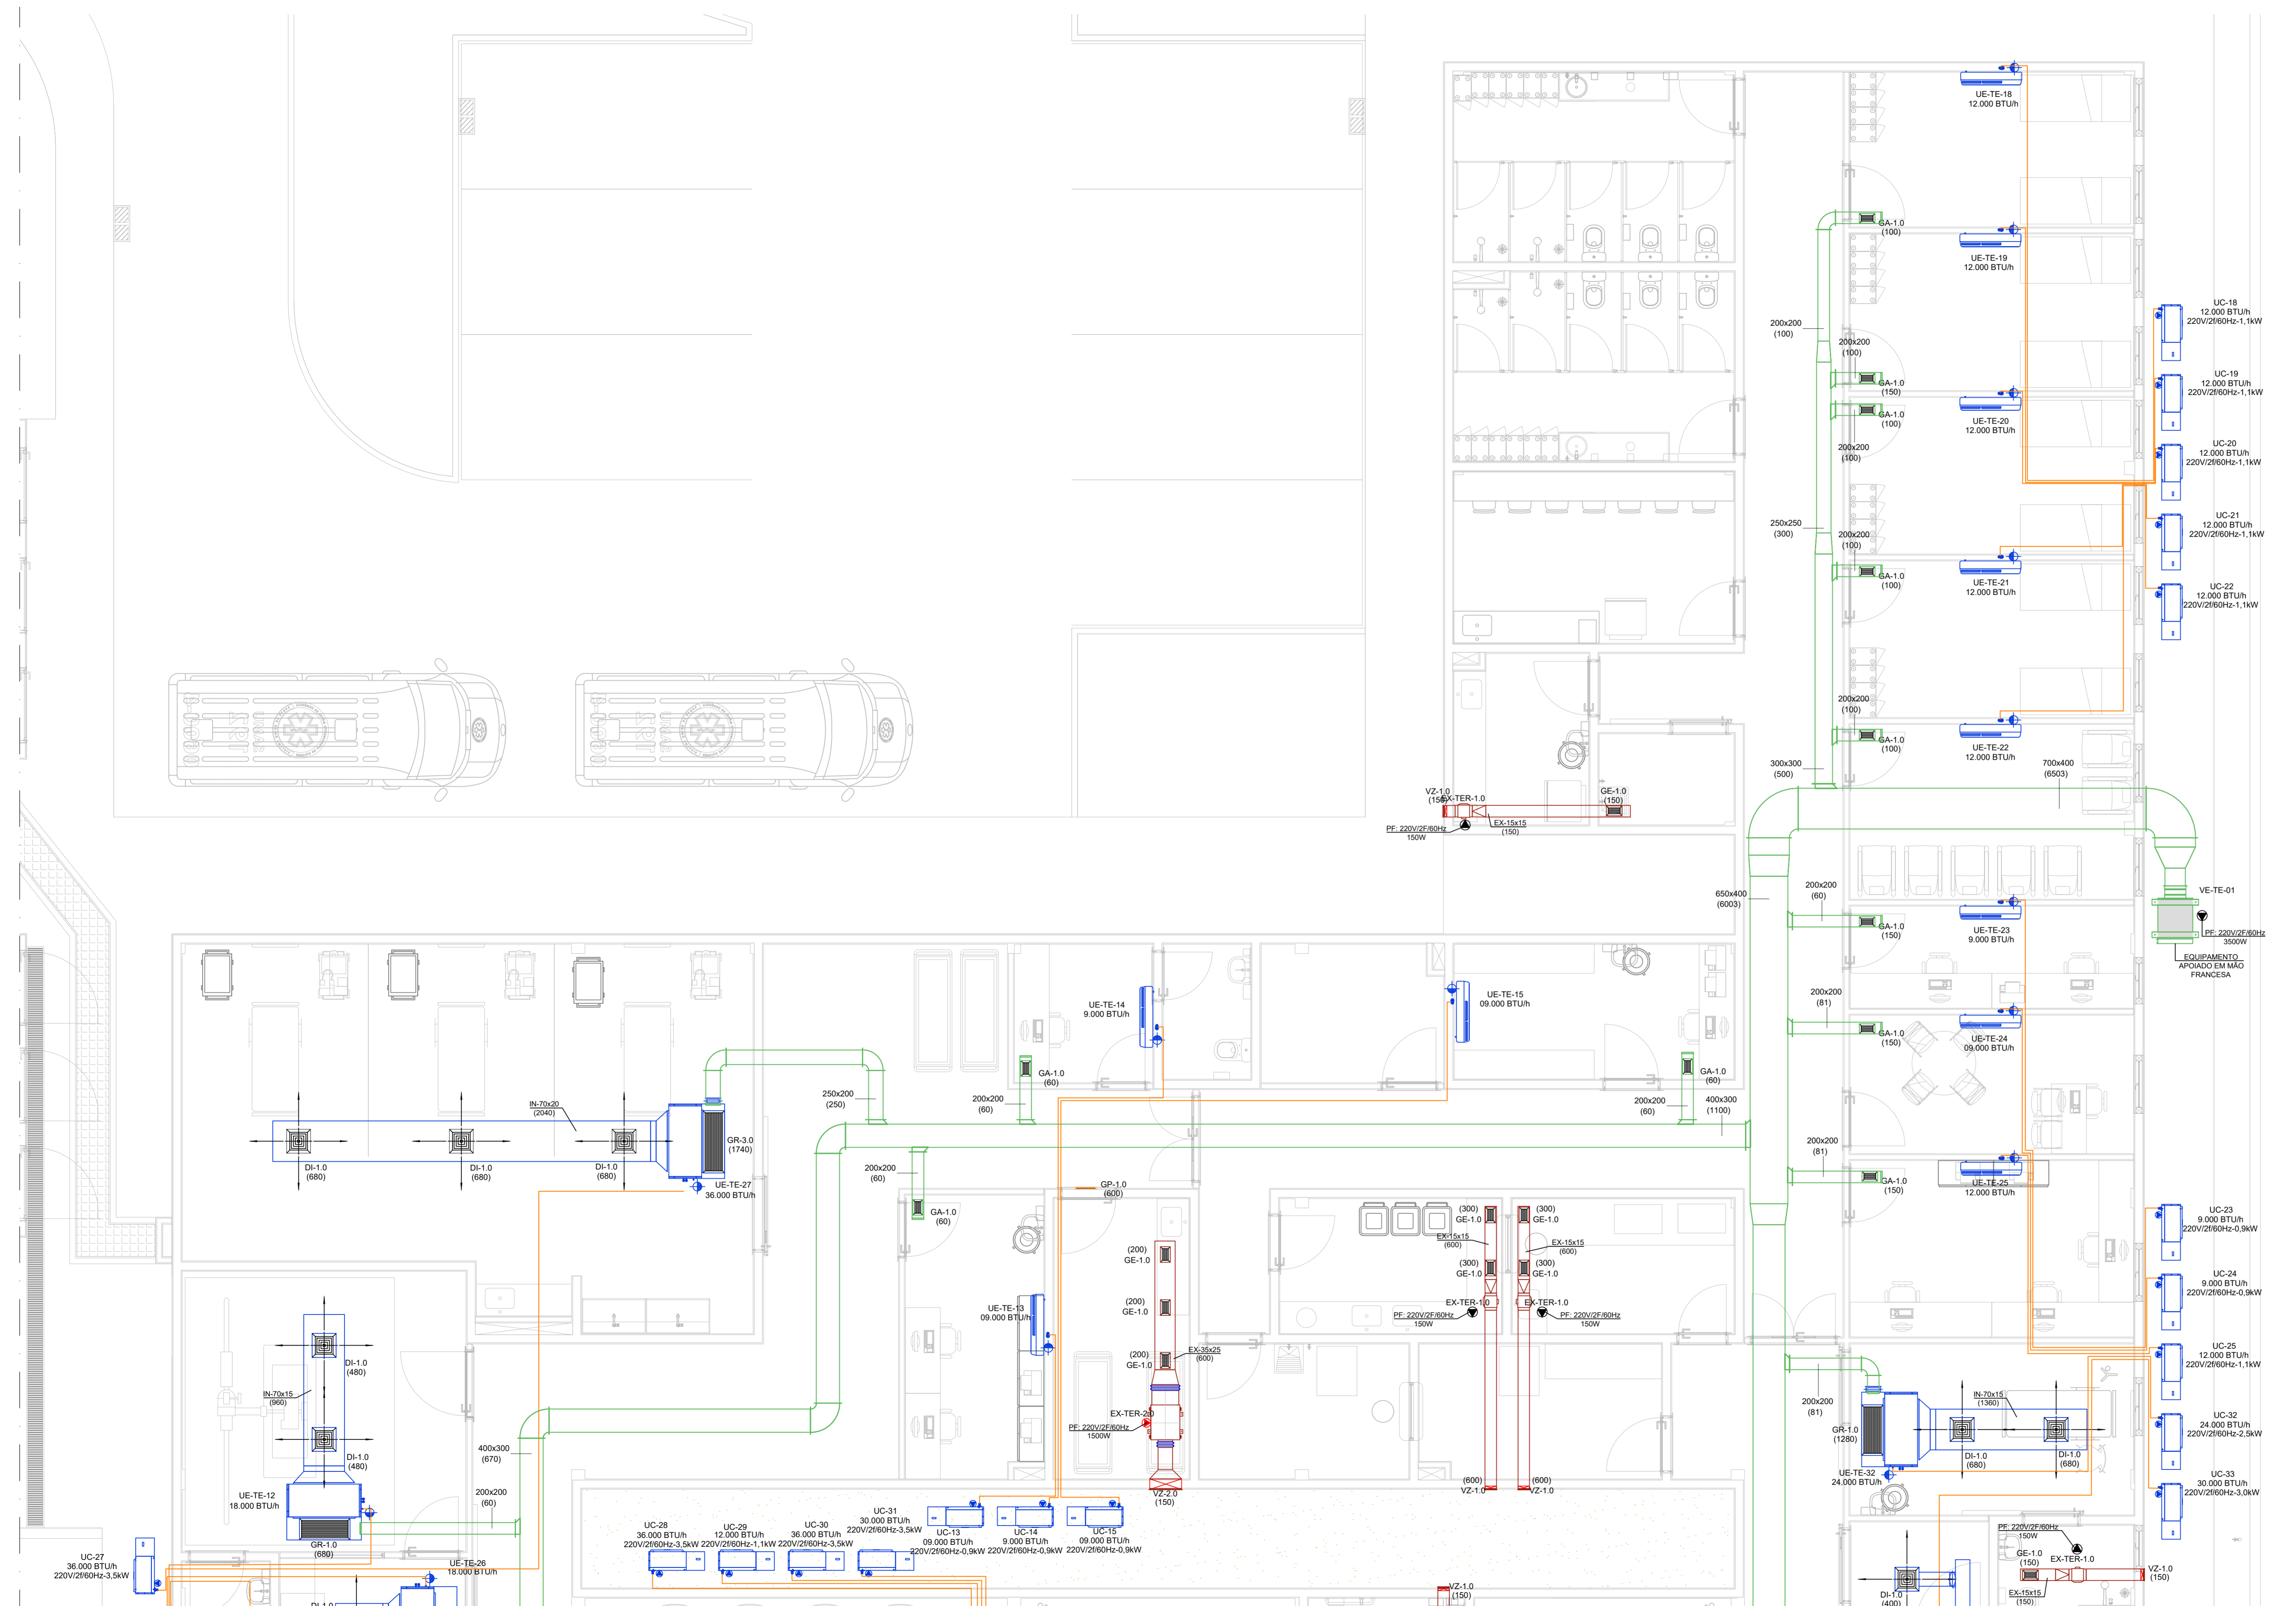 UE-TE-18
12.000 BTU/h
GA-1.0
(100)
UE-TE-19
12.000 BTU/h
UC-18
12.000 BTU/h
220V/2f/60Hz-1,1kW
200x200
(100)
200x200
(100)
GA-1.0
(150)
UC-19
12.000 BTU/h
220V/2f/60Hz-1,1kW
GA-1.0
(100)
UE-TE-20
12.000 BTU/h
200x200
(100)
UC-20
12.000 BTU/h
220V/2f/60Hz-1,1kW
250x250
(300)
200x200
(100)
UC-21
12.000 BTU/h
220V/2f/60Hz-1,1kW
GA-1.0
(100)
UE-TE-21
12.000 BTU/h
UC-22
12.000 BTU/h
220V/2f/60Hz-1,1kW
200x200
(100)
GA-1.0
(100)
UE-TE-22
12.000 BTU/h
300x300
(500)
700x400
(6503)
VZ-1.0
(150)
EX-TER-1.0
GE-1.0
(150)
PF: 220V/2F/60Hz
150W
EX-15x15
(150)
650x400
(6003)
200x200
(60)
VE-TE-01
GA-1.0
(150)
UE-TE-23
9.000 BTU/h
PF: 220V/2F/60Hz
3500W
EQUIPAMENTO
APOIADO EM MÃO
FRANCESA
UE-TE-14
9.000 BTU/h
UE-TE-15
09.000 BTU/h
200x200
(81)
GA-1.0
(150)
UE-TE-24
09.000 BTU/h
GA-1.0
(60)
GA-1.0
(60)
250x200
(250)
200x200
(60)
200x200
(60)
400x300
(1100)
IN-70x20
(2040)
GR-3.0
(1740)
DI-1.0
(680)
DI-1.0
(680)
DI-1.0
(680)
UE-TE-27
36.000 BTU/h
200x200
(60)
GP-1.0
(600)
200x200
(81)
GA-1.0
(150)
UE-TE-25
12.000 BTU/h
GA-1.0
(60)
(300)
GE-1.0
(300)
GE-1.0
UC-23
9.000 BTU/h
220V/2f/60Hz-0,9kW
EX-15x15
(600)
EX-15x15
(600)
(200)
GE-1.0
(300)
GE-1.0
(300)
GE-1.0
UC-24
9.000 BTU/h
220V/2f/60Hz-0,9kW
(200)
GE-1.0
UE-TE-13
09.000 BTU/h
EX-TER-1.0
PF: 220V/2F/60Hz
150W
EX-TER-1.0
PF: 220V/2F/60Hz
150W
(200)
GE-1.0
EX-35x25
(600)
UC-25
12.000 BTU/h
220V/2f/60Hz-1,1kW
DI-1.0
(480)
IN-70x15
(960)
200x200
(81)
IN-70x15
(1360)
EX-TER-2.0
PF: 220V/2F/60Hz
1500W
GR-1.0
(1280)
UC-32
24.000 BTU/h
220V/2f/60Hz-2,5kW
DI-1.0
(480)
400x300
(670)
DI-1.0
(680)
DI-1.0
(680)
UE-TE-32
24.000 BTU/h
UC-33
30.000 BTU/h
220V/2f/60Hz-3,0kW
UE-TE-12
18.000 BTU/h
200x200
(60)
VZ-2.0
(150)
(600)
VZ-1.0
(600)
VZ-1.0
UC-28
36.000 BTU/h
220V/2f/60Hz-3,5kW
UC-29
12.000 BTU/h
220V/2f/60Hz-1,1kW
UC-30
36.000 BTU/h
220V/2f/60Hz-3,5kW
UC-31
30.000 BTU/h
220V/2f/60Hz-3,5kW
UC-13
09.000 BTU/h
220V/2f/60Hz-0,9kW
UC-14
9.000 BTU/h
220V/2f/60Hz-0,9kW
UC-15
09.000 BTU/h
220V/2f/60Hz-0,9kW
GR-1.0
(680)
UC-27
36.000 BTU/h
220V/2f/60Hz-3,5kW
UE-TE-26
18.000 BTU/h
PF: 220V/2F/60Hz
150W
GE-1.0
(150)
EX-TER-1.0
VZ-1.0
(150)
EX-15x15
(150)
VZ-1.0
(150)
DI-1.0
(400)
DI-1.0